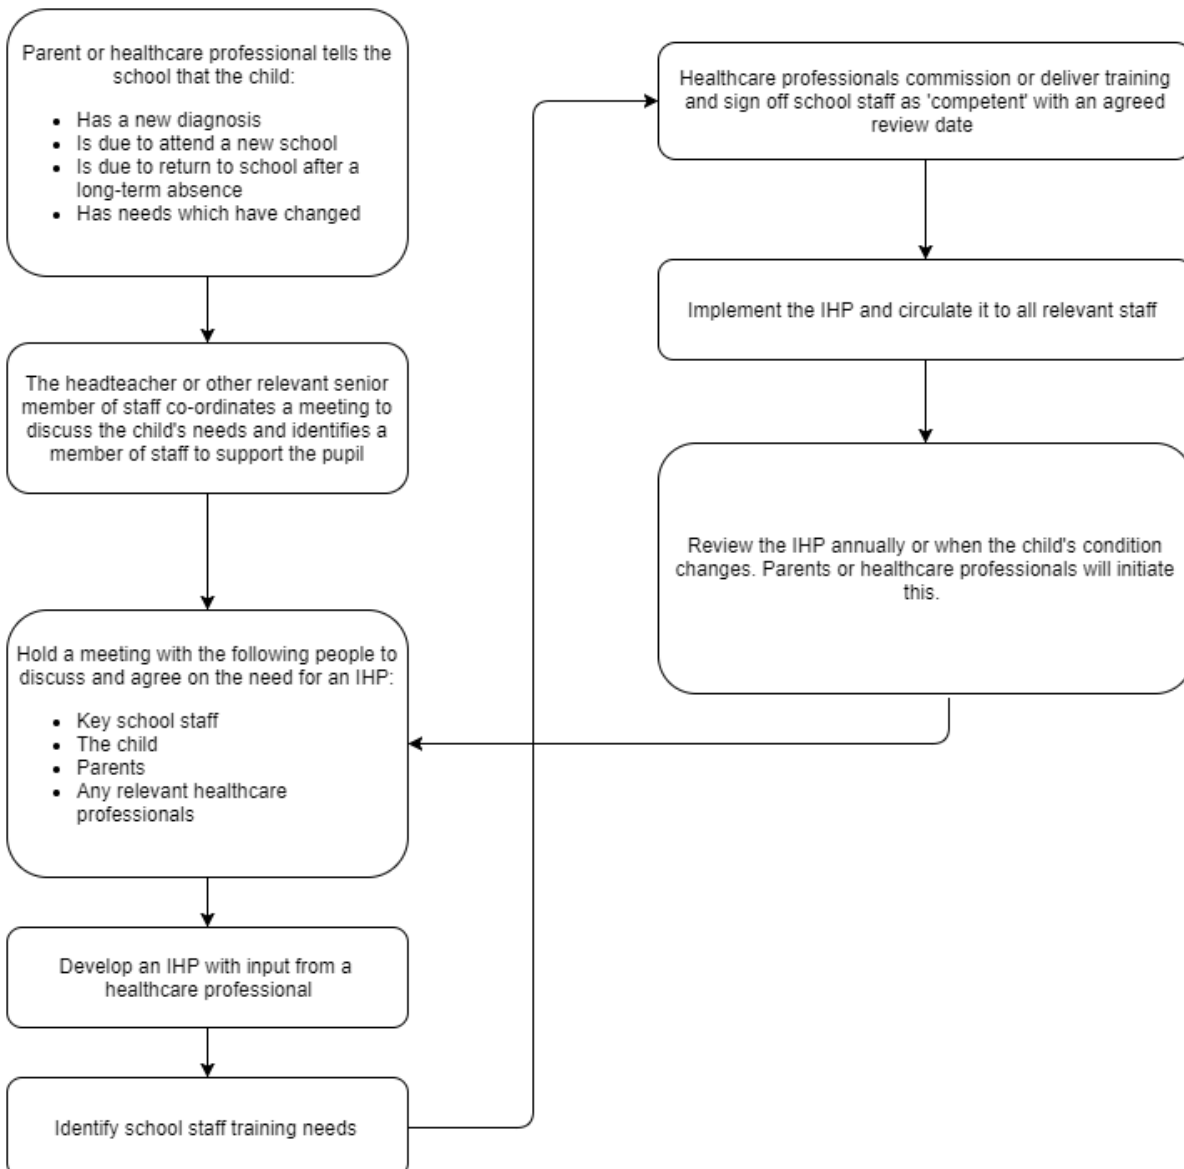 Parent or healthcare professional tells the
school that the child:
• Has a new diagnosis
• Is due to attend a new school
• Is due to return to school after a
long-term absence
• Has needs which have changed
The headteacher or other relevant senior
member of staff co-ordinates a meeting to
discuss the child's needs and identifies a
member of staff to support the pupil
Hold a meeting with the following people to
discuss and agree on the need for an IHP:
• Key school staff
• The child
• Parents
• Any relevant healthcare
professionals
Develop an IHP with input from a
healthcare professional
Identify school staff training needs
Healthcare professionals commission or deliver training
and sign off school staff as 'competent' with an agreed
review date
Implement the IHP and circulate it to all relevant staff
Review the IHP annually or when the child's condition
changes. Parents or healthcare professionals will initiate
this.